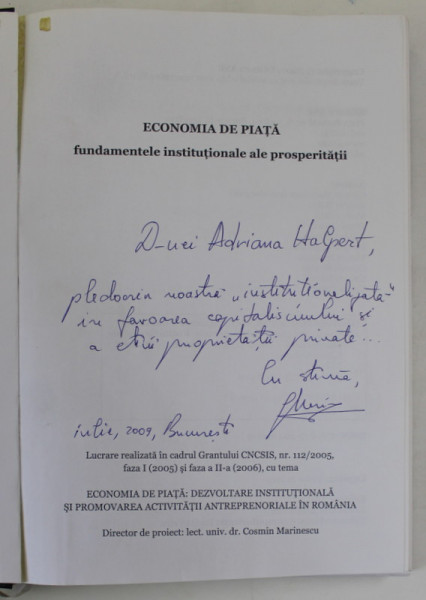 ECONOMIA DE PIAȚĂ
fundamentele instituționale ale prosperității
D-nei Adriana Halpert,
pledoaria noastră „instituționalizată"
în favoarea capitalismului și
a eticii proprietății private...
Cu stimă,
iulie, 2009, București
Lucrare realizată în cadrul Grantului CNCSIS, nr. 112/2005,
faza I (2005) și faza a II-a (2006), cu tema
ECONOMIA DE PIAȚĂ: DEZVOLTARE INSTITUȚIONALĂ
ȘI PROMOVAREA ACTIVITĂȚII ANTREPRENORIALE ÎN ROMÂNIA
Director de proiect: lect. univ. dr. Cosmin Marinescu